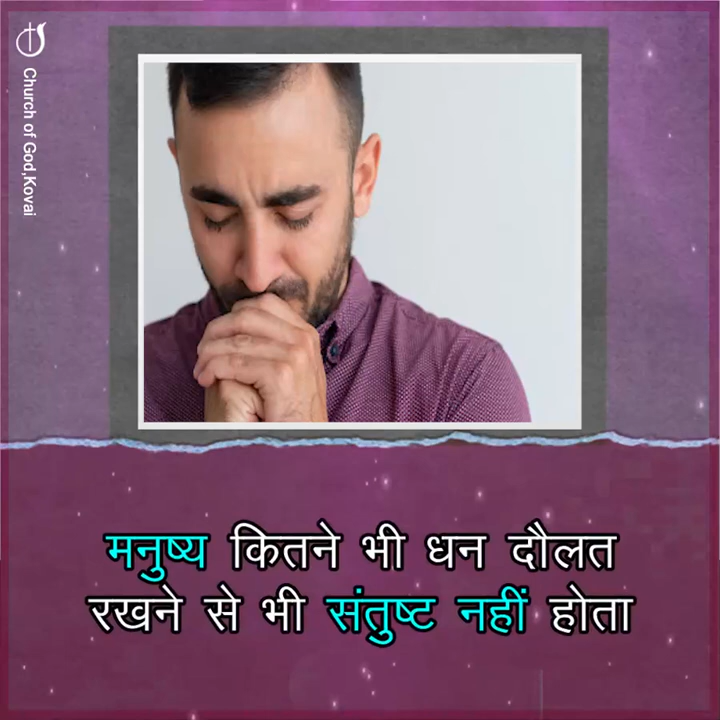 Church of God,Kovai
मनुष्य कितने भी धन दौलत
रखने से भी संतुष्ट नहीं होता